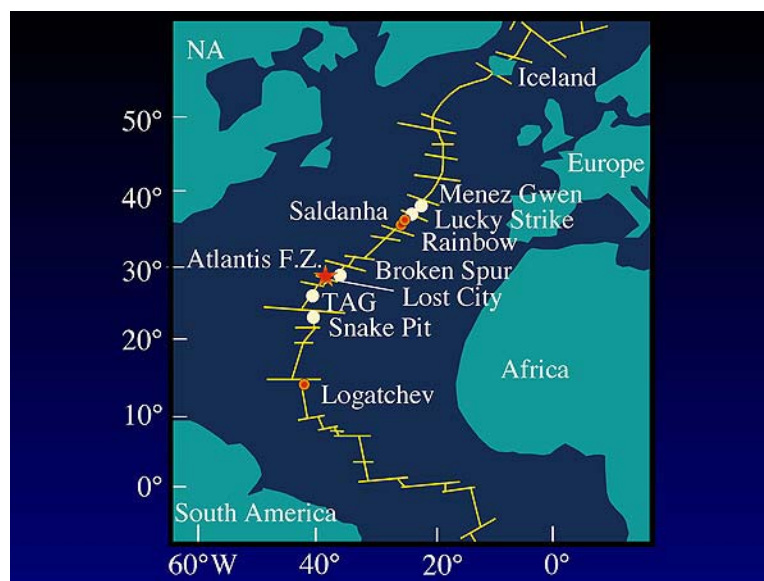 NA
Iceland
50°
Europe
40°
Menez Gwen
Saldanha
Lucky Strike
Rainbow
Atlantis F.Z.
30°
Broken Spur
Lost City
TAG
Snake Pit
20°
Africa
Logatchev
10°
0°
South America
60°W
40°
20°
0°